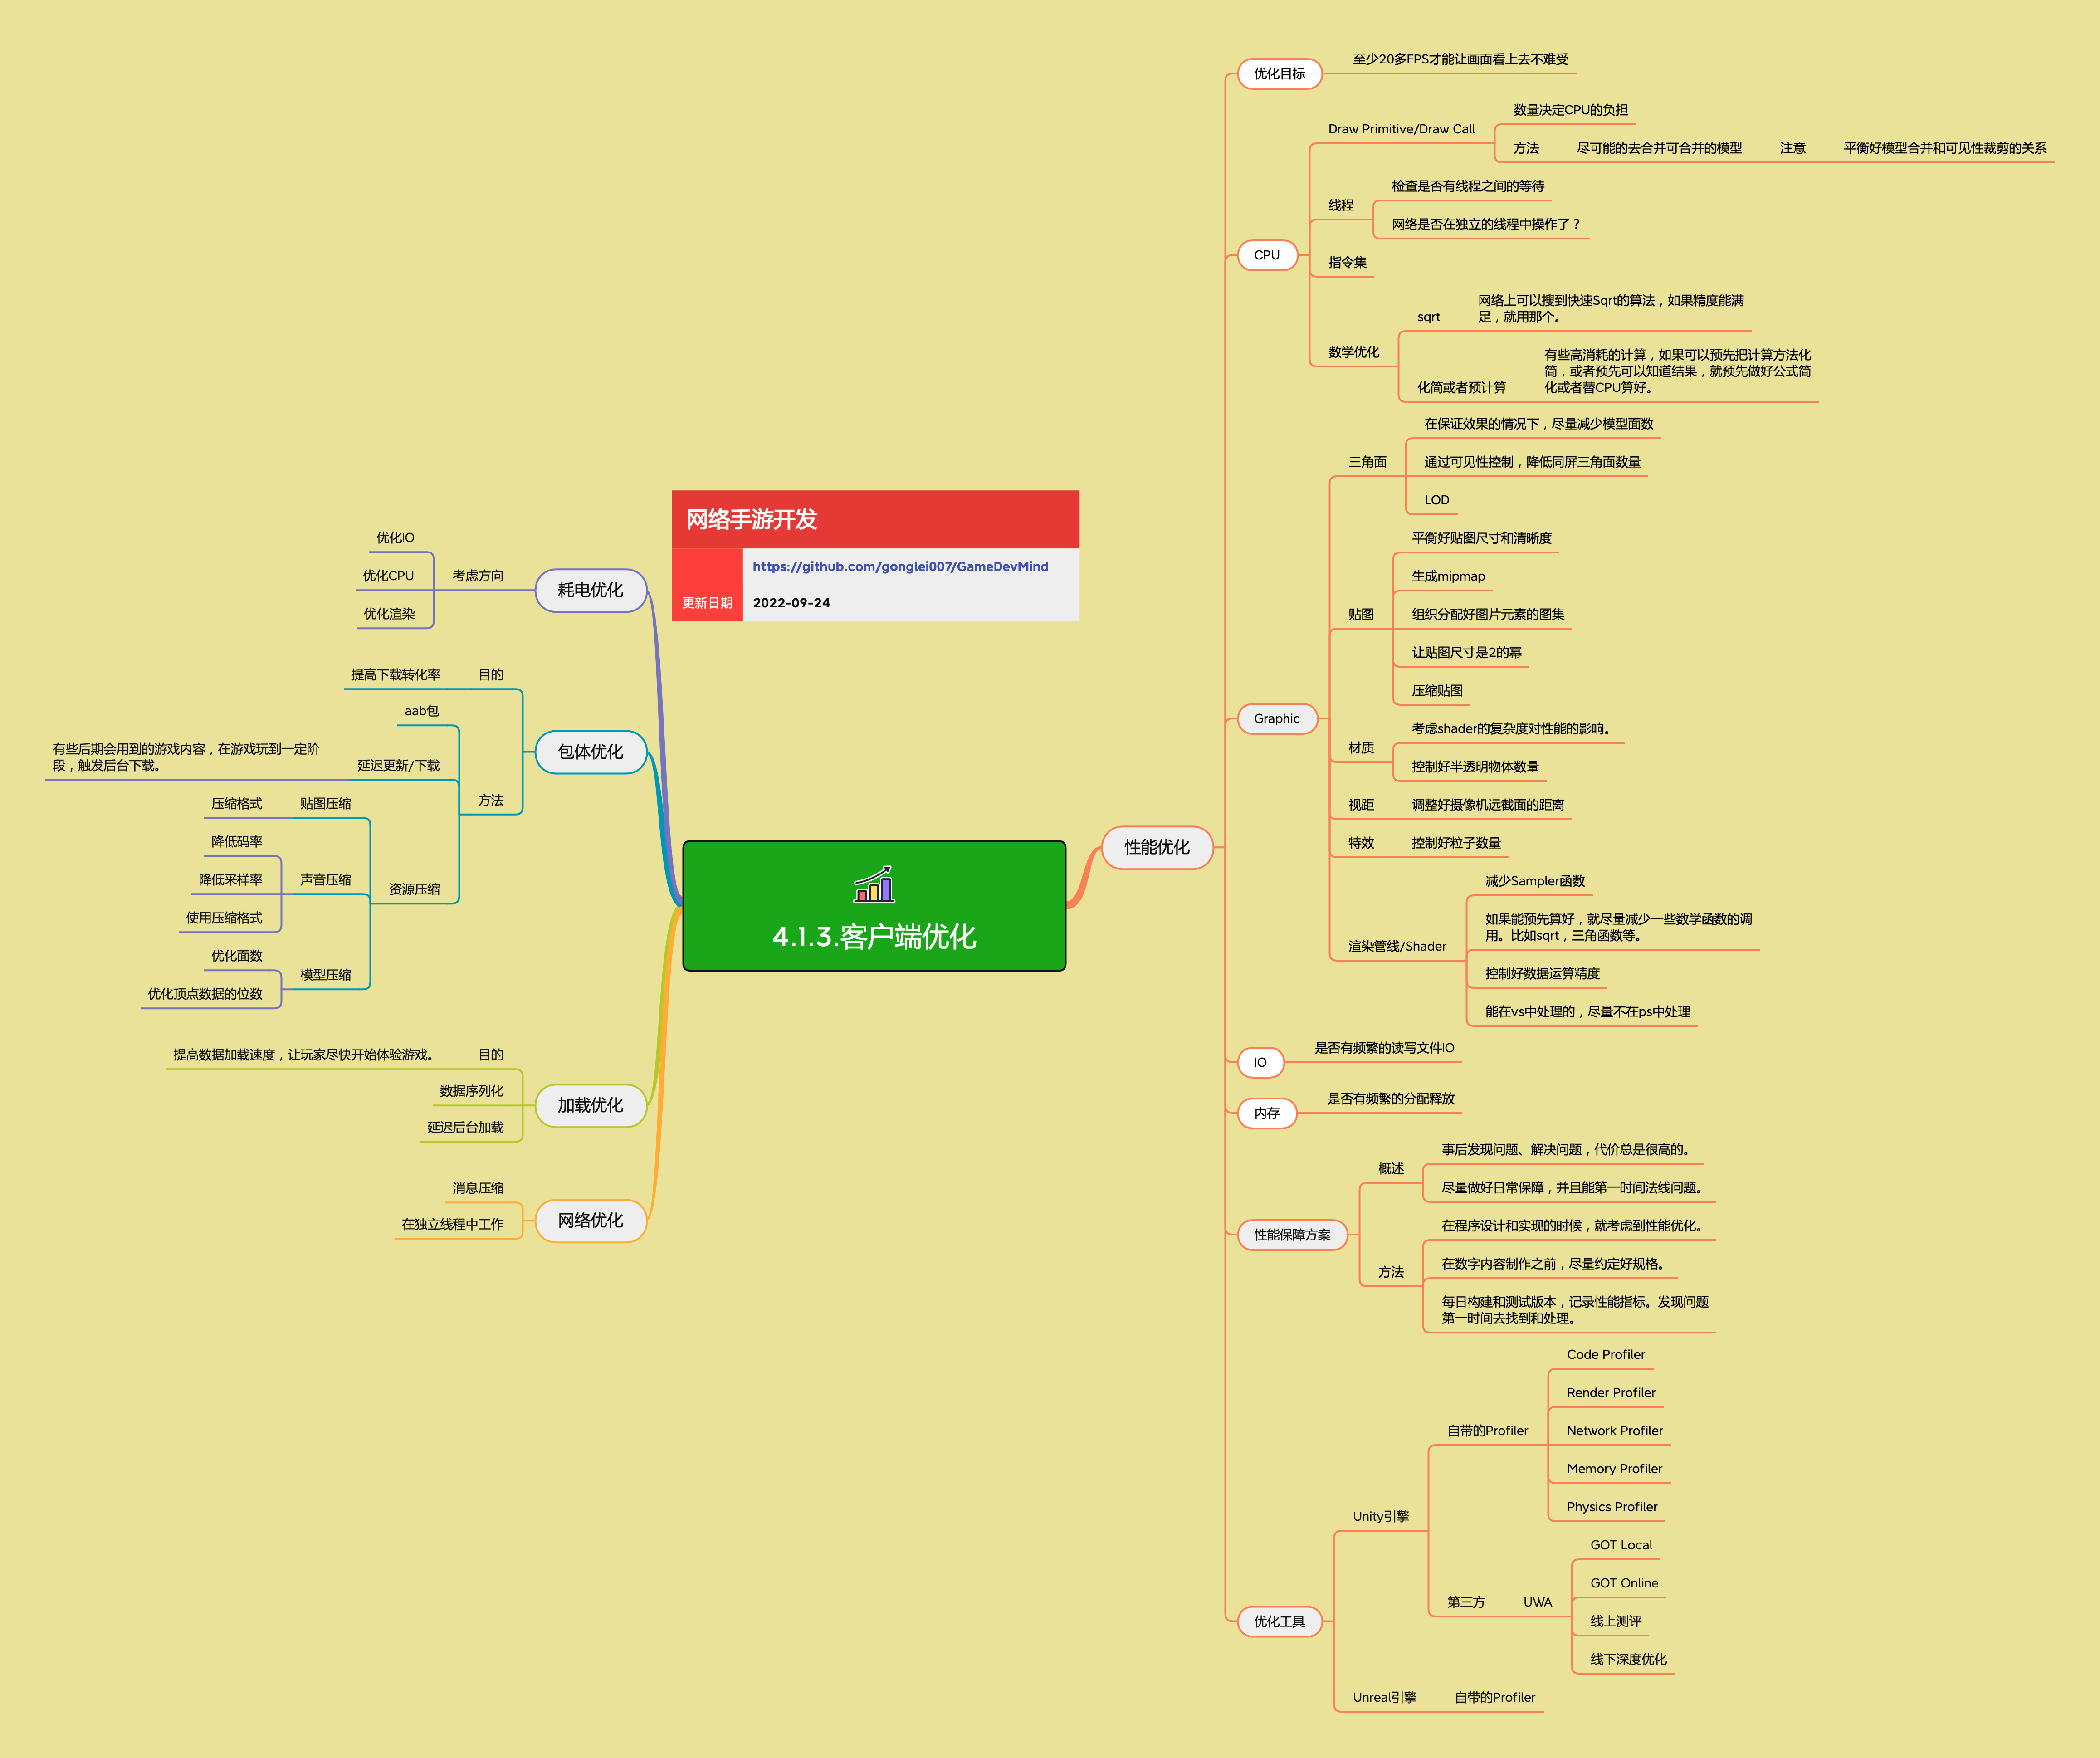 网络手游开发
https://github.com/gonglei007/GameDevMind
更新日期
2022-09-24
4.1.3.客户端优化
性能优化
优化目标
至少20多FPS才能让画面看上去不难受
CPU
Draw Primitive/Draw Call
数量决定CPU的负担
方法
尽可能的去合并可合并的模型
注意
平衡好模型合并和可见性裁剪的关系
线程
检查是否有线程之间的等待
网络是否在独立的线程中操作了？
指令集
数学优化
sqrt
网络上可以搜到快速Sqrt的算法，如果精度能满
足，就用那个。
化简或者预计算
有些高消耗的计算，如果可以预先把计算方法化
简，或者预先可以知道结果，就预先做好公式简
化或者替CPU算好。
Graphic
三角面
在保证效果的情况下，尽量减少模型面数
通过可见性控制，降低同屏三角面数量
LOD
贴图
平衡好贴图尺寸和清晰度
生成mipmap
组织分配好图片元素的图集
让贴图尺寸是2的幂
压缩贴图
材质
考虑shader的复杂度对性能的影响。
控制好半透明物体数量
视距
调整好摄像机远截面的距离
特效
控制好粒子数量
渲染管线/Shader
减少Sampler函数
如果能预先算好，就尽量减少一些数学函数的调
用。比如sqrt，三角函数等。
控制好数据运算精度
能在vs中处理的，尽量不在ps中处理
IO
是否有频繁的读写文件IO
内存
是否有频繁的分配释放
性能保障方案
概述
事后发现问题、解决问题，代价总是很高的。
尽量做好日常保障，并且能第一时间法线问题。
方法
在程序设计和实现的时候，就考虑到性能优化。
在数字内容制作之前，尽量约定好规格。
每日构建和测试版本，记录性能指标。发现问题
第一时间去找到和处理。
优化工具
Unity引擎
自带的Profiler
Code Profiler
Render Profiler
Network Profiler
Memory Profiler
Physics Profiler
第三方
UWA
GOT Local
GOT Online
线上测评
线下深度优化
Unreal引擎
自带的Profiler
耗电优化
考虑方向
优化IO
优化CPU
优化渲染
包体优化
目的
提高下载转化率
方法
aab包
延迟更新/下载
有些后期会用到的游戏内容，在游戏玩到一定阶
段，触发后台下载。
资源压缩
贴图压缩
压缩格式
声音压缩
降低码率
降低采样率
使用压缩格式
模型压缩
优化面数
优化顶点数据的位数
加载优化
目的
提高数据加载速度，让玩家尽快开始体验游戏。
数据序列化
延迟后台加载
网络优化
消息压缩
在独立线程中工作